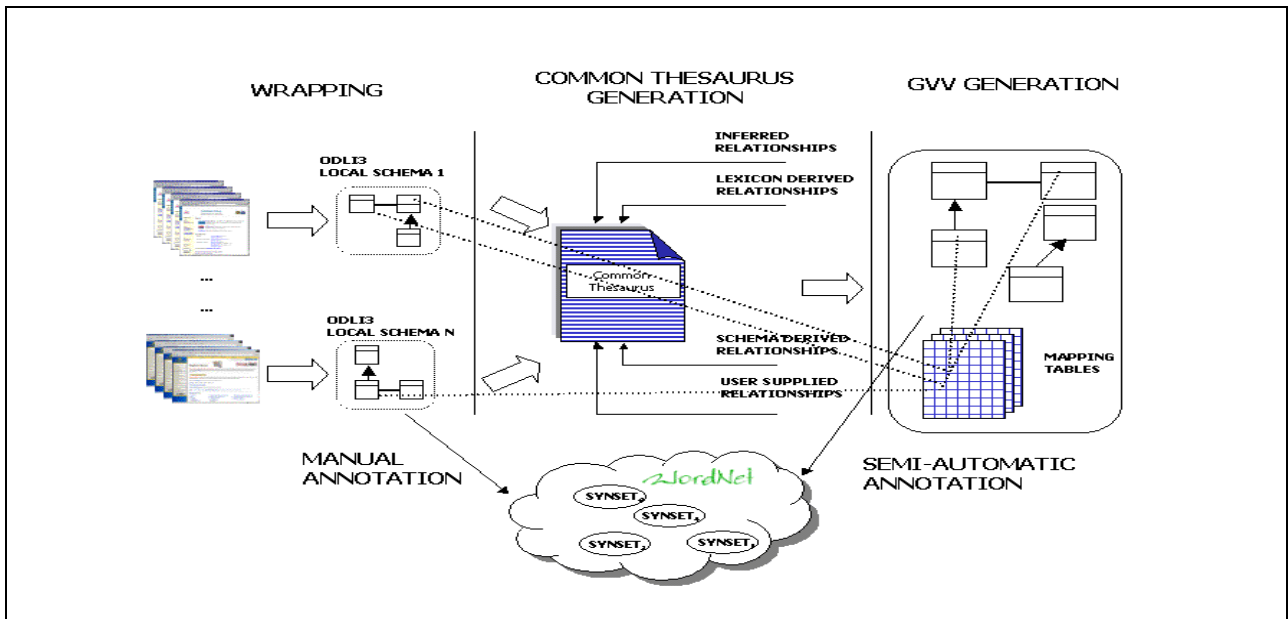 WRAPPING
COMMON THESAURUS
GENERATION
GVV GENERATION
ODLI3
LOCAL SCHEMA 1
INFERRED
RELATIONSHIPS
LEXICON DERIVED
RELATIONSHIPS
Common
Thesaurus
...
...
ODLI3
LOCAL SCHEMA N
SCHEMA DERIVED
RELATIONSHIPS
USER SUPPLIED
RELATIONSHIPS
MAPPING
TABLES
MANUAL
ANNOTATION
SEMI-AUTOMATIC
ANNOTATION
WordNet
SYNSET
SYNSET
SYNSET
SYNSET